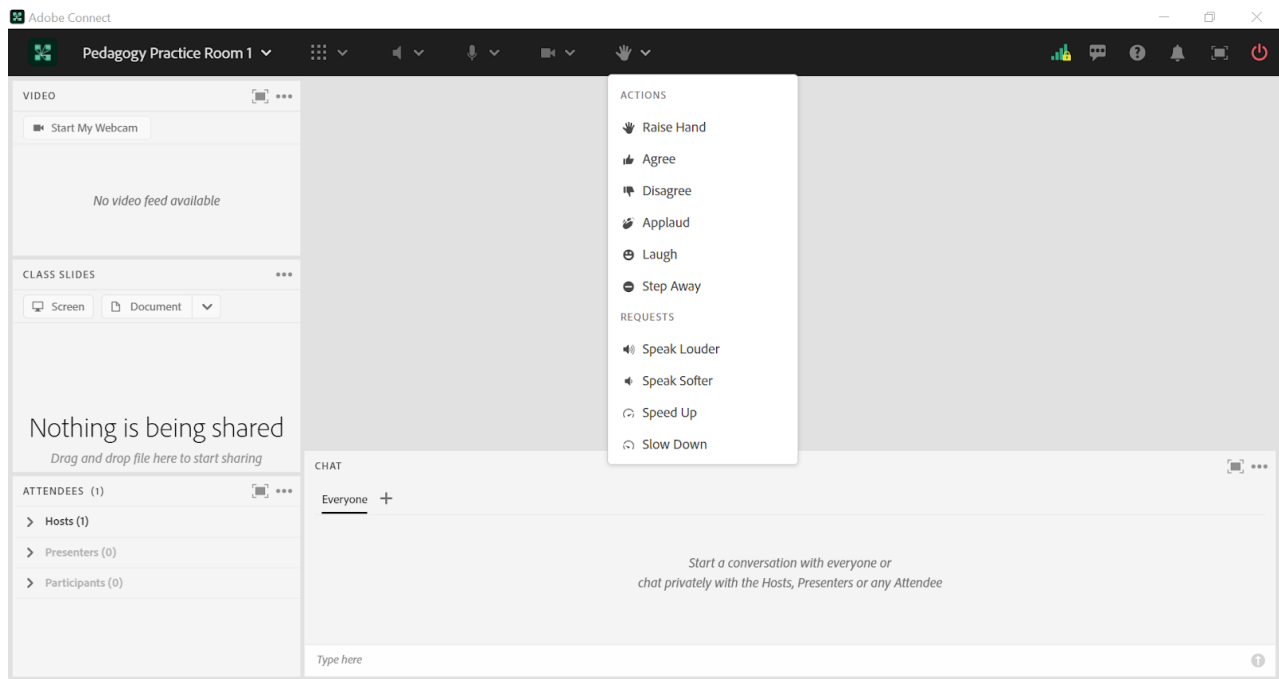 Adobe Connect
Pedagogy Practice Room 1
VIDEO
Start My Webcam
No video feed available
CLASS SLIDES
Screen Document
Nothing is being shared
Drag and drop file here to start sharing
ATTENDEES (1)
Hosts (1)
Presenters (0)
Participants (0)
ACTIONS
Raise Hand
Agree
Disagree
Applaud
Laugh
Step Away
REQUESTS
Speak Louder
Speak Softer
Speed Up
Slow Down
CHAT
Everyone
Start a conversation with everyone or
chat privately with the Hosts, Presenters or any Attendee
Type here